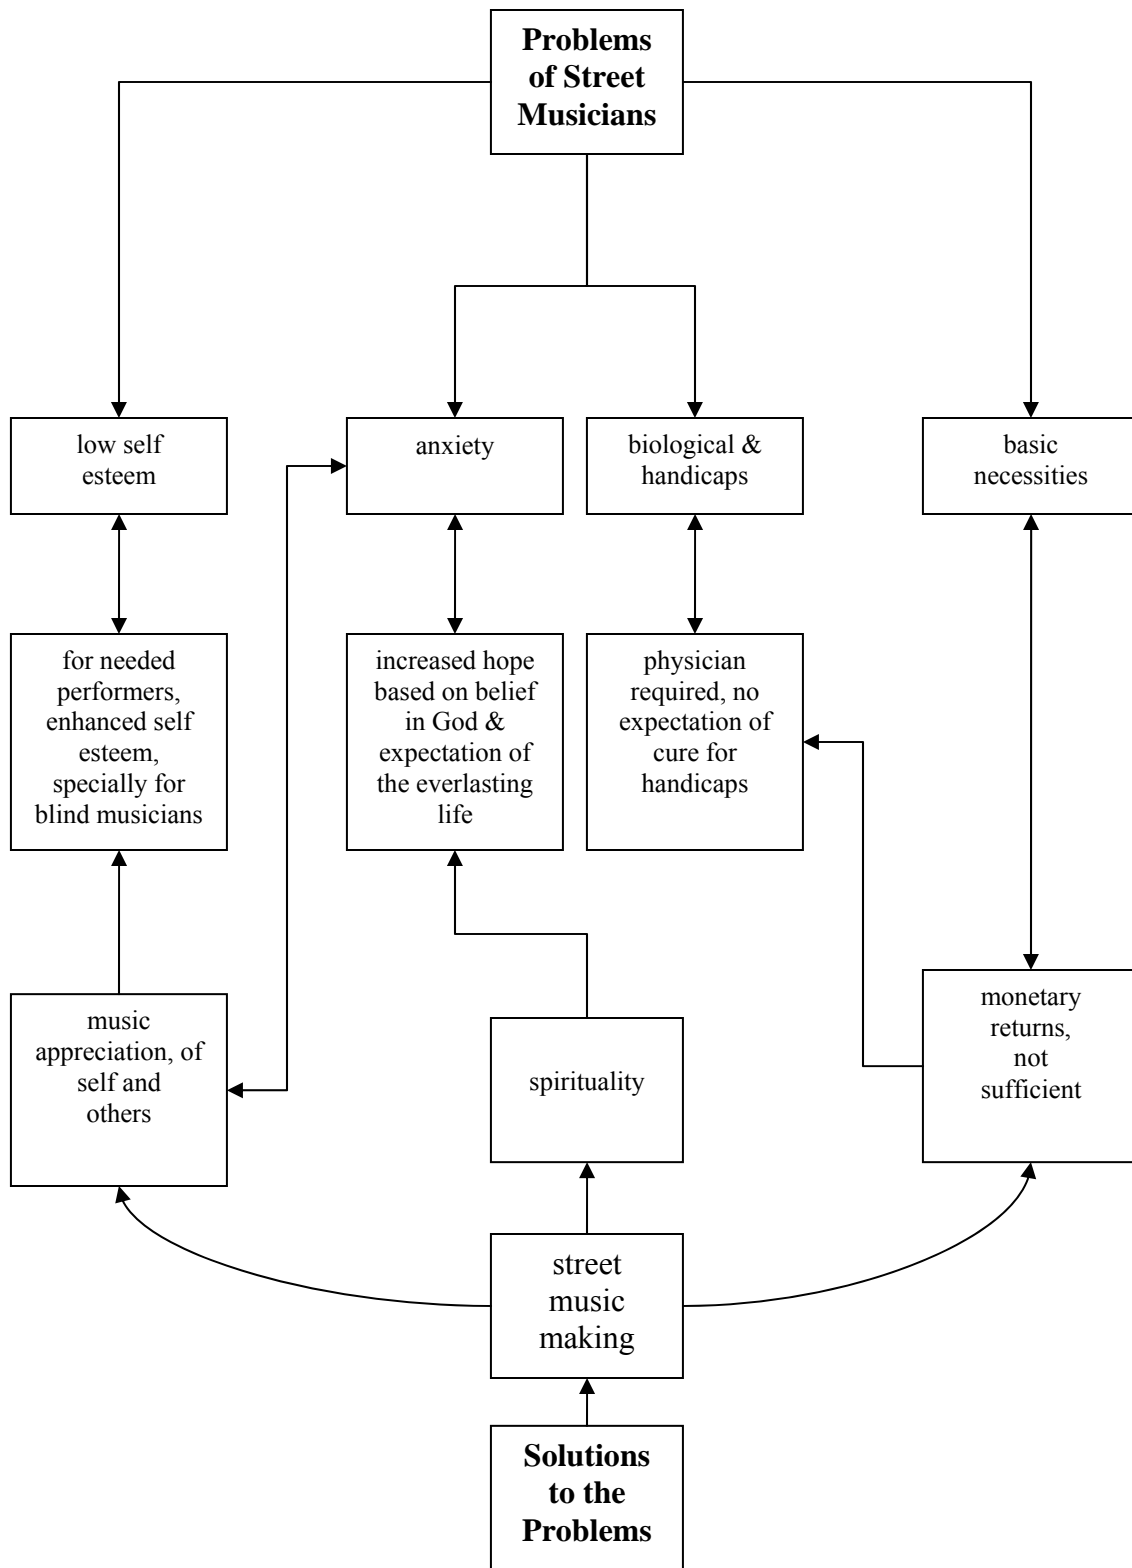 Problems
of Street
Musicians
low self
esteem
anxiety
biological &
handicaps
basic
necessities
for needed
performers,
enhanced self
esteem,
specially for
blind musicians
increased hope
based on belief
in God &
expectation of
the everlasting
life
physician
required, no
expectation of
cure for
handicaps
music
appreciation, of
self and
others
spirituality
monetary
returns,
not
sufficient
street
music
making
Solutions
to the
Problems